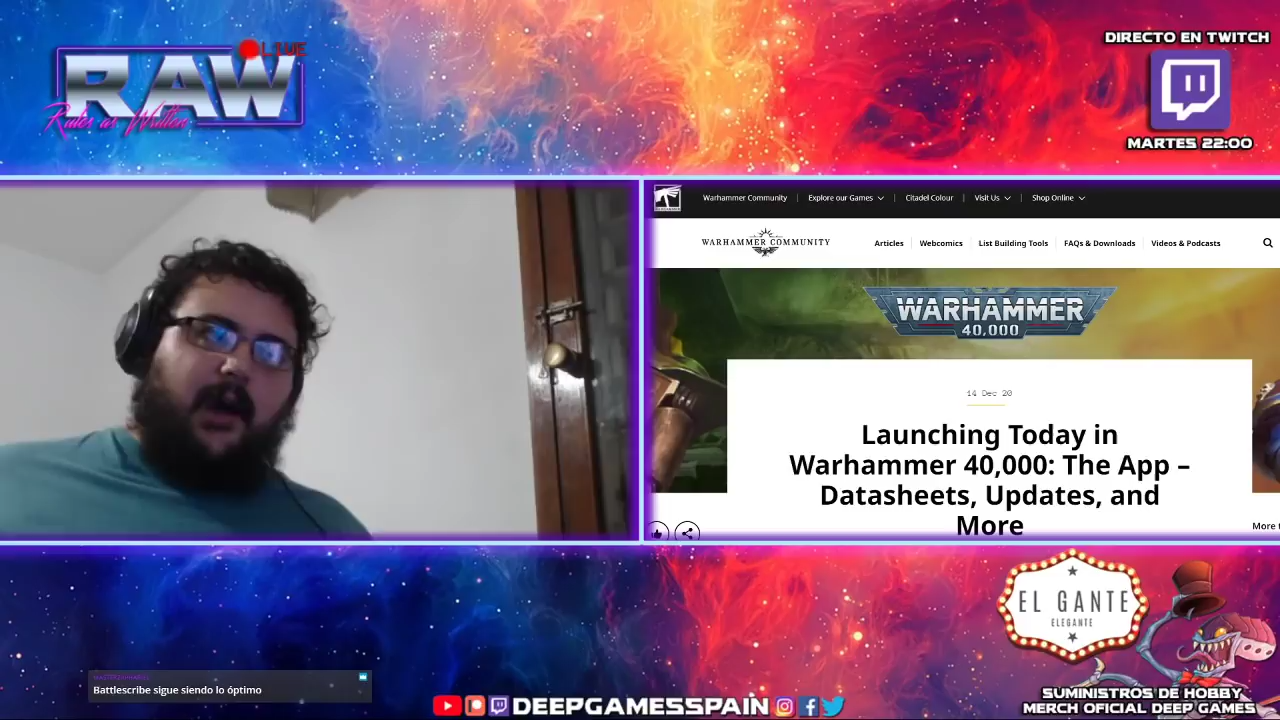 LIVE
RAW
Rules as Written
DIRECTO EN TWITCH
MARTES 22:00
Warhammer Community
Explore our Games
Citadel Colour
Visit Us
Shop Online
WARHAMMER COMMUNITY
Articles
Webcomics
List Building Tools
FAQs & Downloads
Videos & Podcasts
WARHAMMER
40,000
14 Dec 20
Launching Today in
Warhammer 40,000: The App –
Datasheets, Updates, and
More
More
EL GANTE
ELEGANTE
Battlescribe sigue siendo lo óptimo
DEEPGAMESSPAIN
SUMINISTROS DE HOBBY
MERCH OFICIAL DEEP GAMES